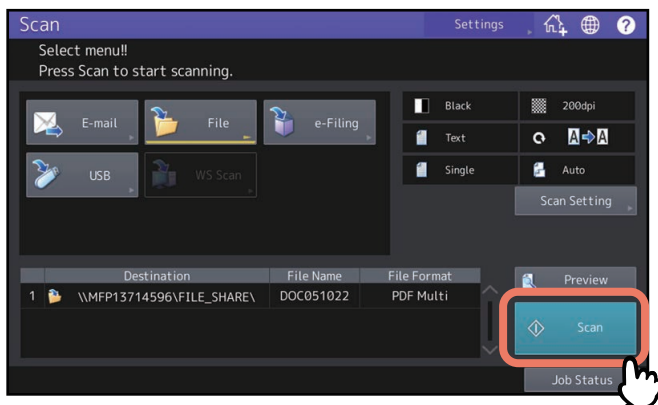 Scan
Settings
Select menu!!
Press Scan to start scanning.
E-mail
File
e-Filing
USB
WS Scan
Black
200dpi
Text
A A
Single
Auto
Scan Setting
Destination File Name File Format
1 \\MFP13714596\FILE_SHARE\ DOC051022 PDF Multi
Preview
Scan
Job Status